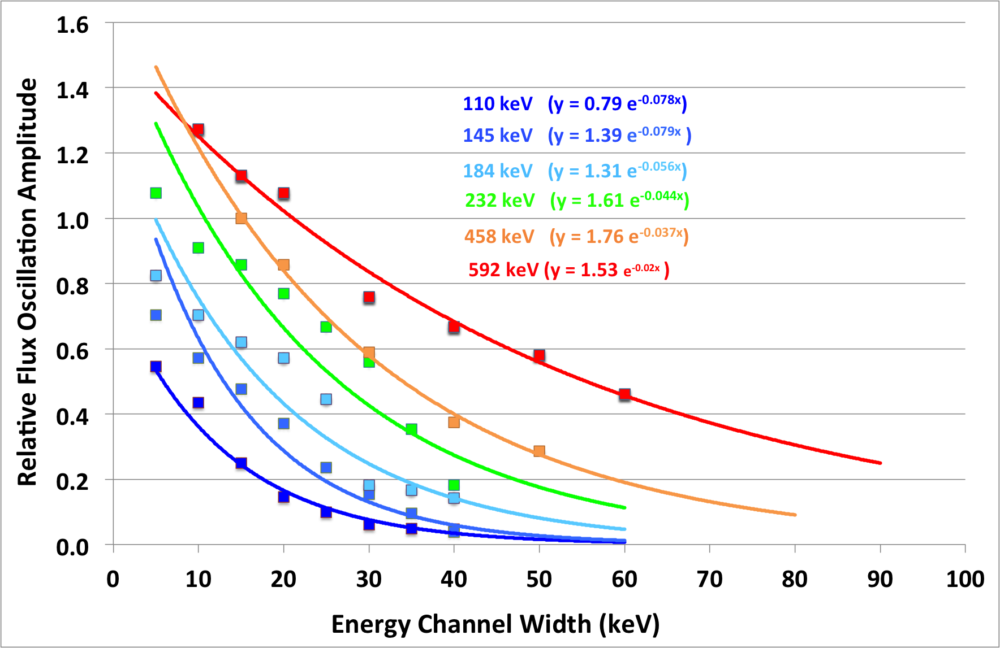 Relative Flux Oscillation Amplitude
1.6
1.4
1.2
1.0
0.8
0.6
0.4
0.2
0.0
110 keV (y = 0.79 e-0.078x)
145 keV (y = 1.39 e-0.079x )
184 keV (y = 1.31 e-0.056x)
232 keV (y = 1.61 e-0.044x)
458 keV (y = 1.76 e-0.037x)
592 keV (y = 1.53 e-0.02x )
0 10 20 30 40 50 60 70 80 90 100
Energy Channel Width (keV)